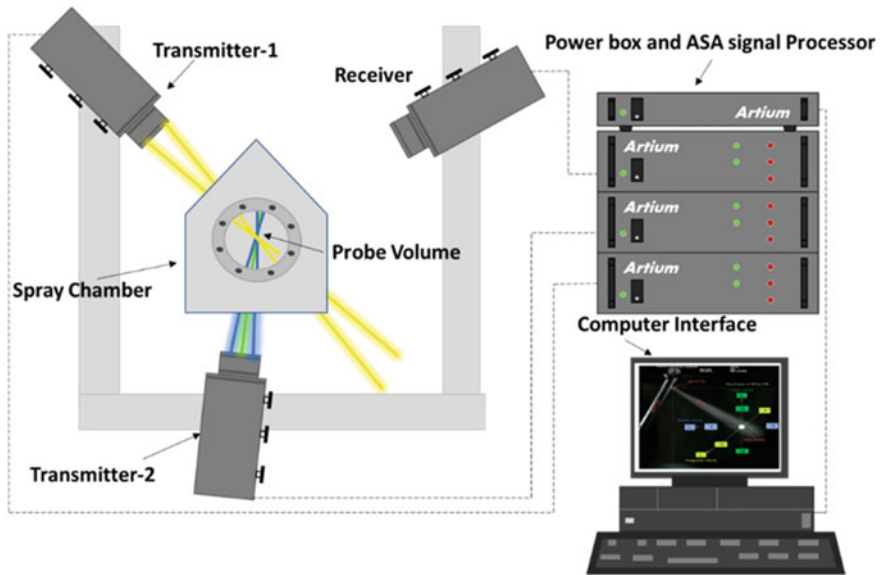 Transmitter-1
Receiver
Power box and ASA signal Processor
Artium
Artium
Artium
Artium
Probe Volume
Spray Chamber
Computer Interface
Transmitter-2